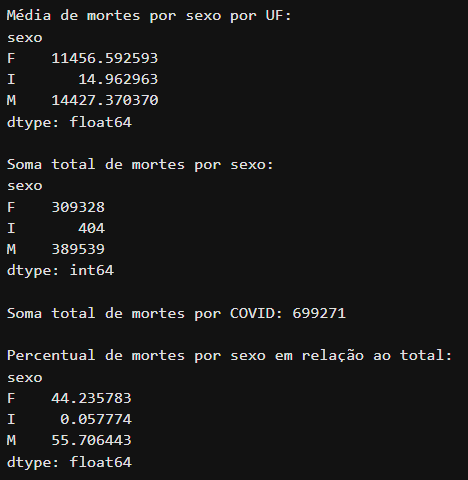 Média de mortes por sexo por UF:
sexo
F    11456.592593
I       14.962963
M    14427.370370
dtype: float64

Soma total de mortes por sexo:
sexo
F    309328
I       404
M    389539
dtype: int64

Soma total de mortes por COVID: 699271

Percentual de mortes por sexo em relação ao total:
sexo
F    44.235783
I     0.057774
M    55.706443
dtype: float64